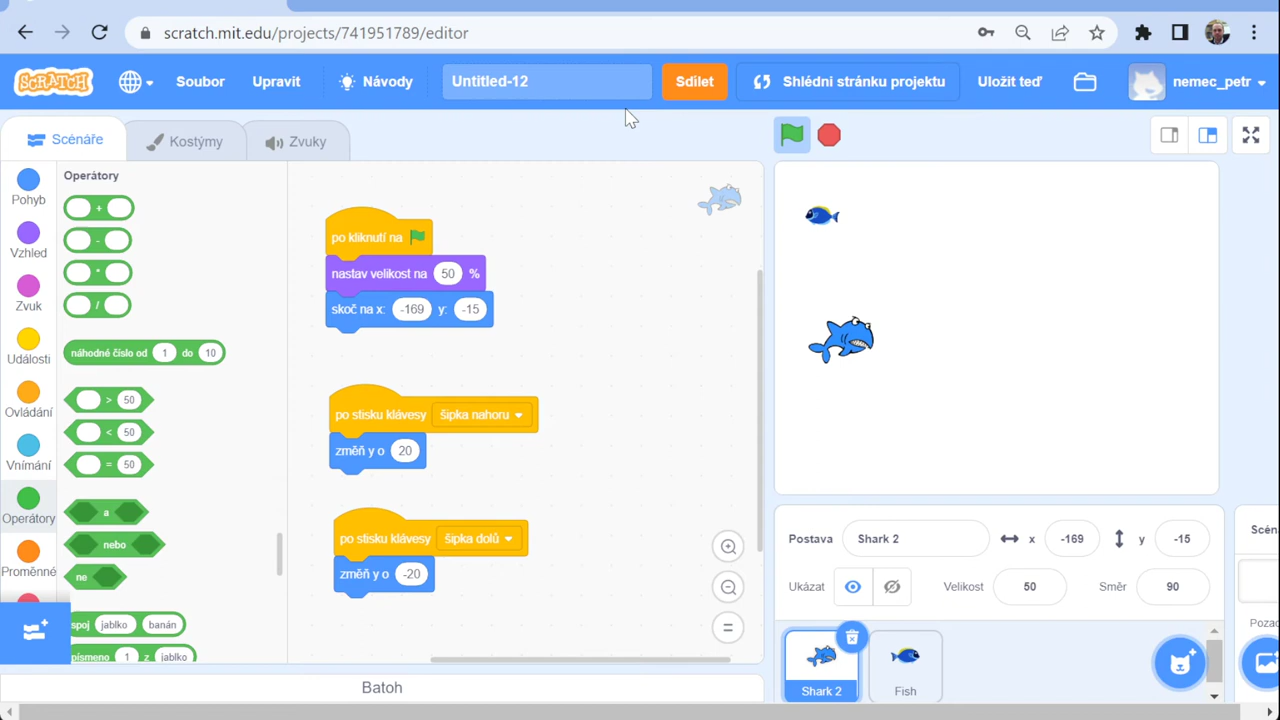 scratch.mit.edu/projects/741951789/editor
SCRATCH
Soubor
Upravit
Návody
Untitled-12
Sdílet
Shlédni stránku projektu
Uložit teď
nemec_petr
Scénáře
Kostýmy
Zvuky
Pohyb
Vzhled
Zvuk
Události
Ovládání
Vnímání
Operátory
Proměnné
Operátory
+
-
*
/
náhodné číslo od 1 do 10
> 50
< 50
= 50
a
nebo
ne
spoj jablko banán
písmeno 1 z jablko
po kliknutí na
nastav velikost na 50 %
skoč na x: -169 y: -15
po stisku klávesy šipka nahoru
změň y o 20
po stisku klávesy šipka dolů
změň y o -20
Batoh
Postava Shark 2 x -169 y -15
Ukázat Velikost 50 Směr 90
Shark 2
Fish
Scén
Pozac